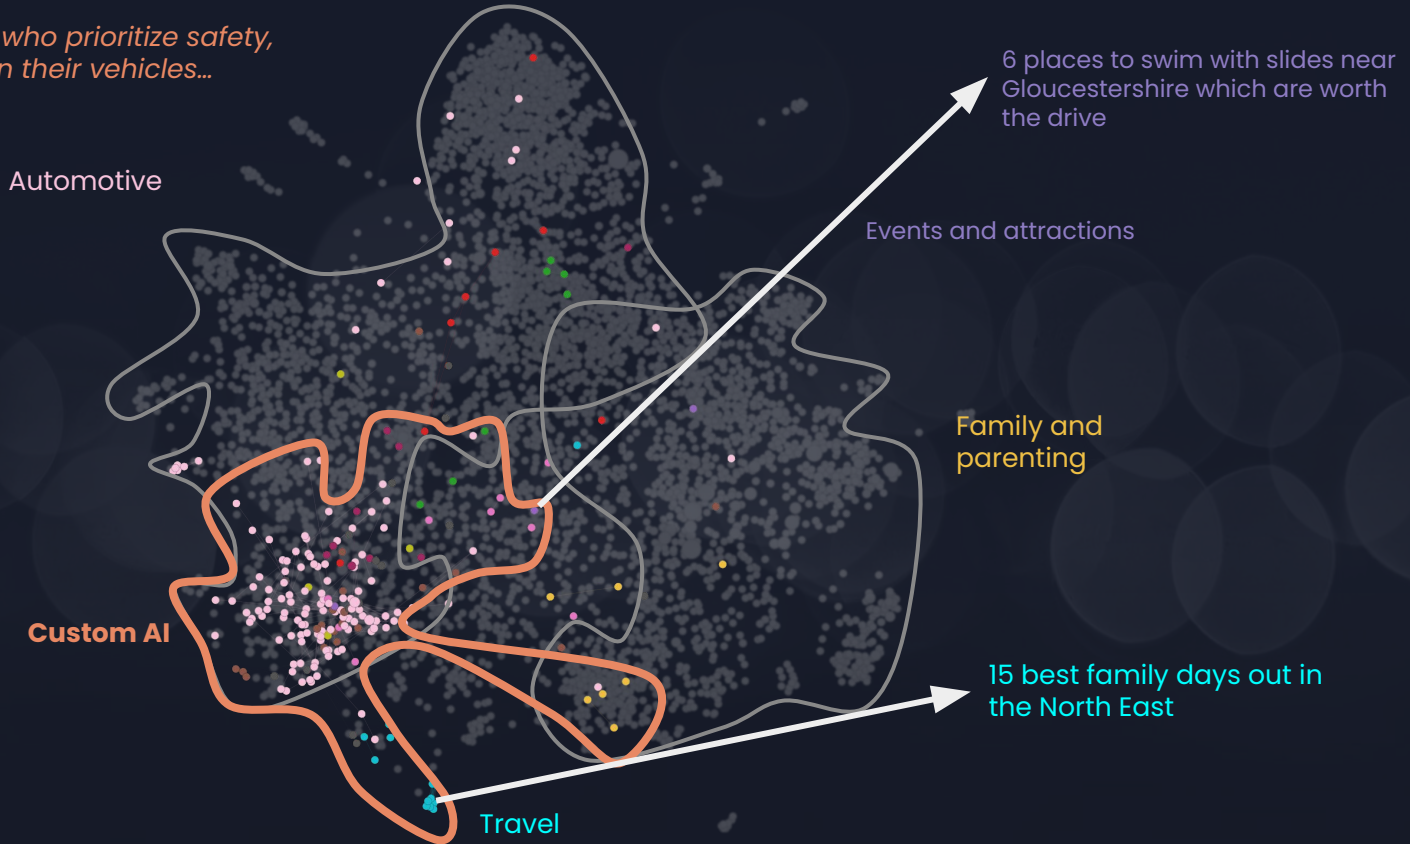 who prioritize safety,
n their vehicles...
6 places to swim with slides near
Gloucestershire which are worth
the drive
Automotive
Events and attractions
Family and
parenting
Custom AI
15 best family days out in
the North East
Travel